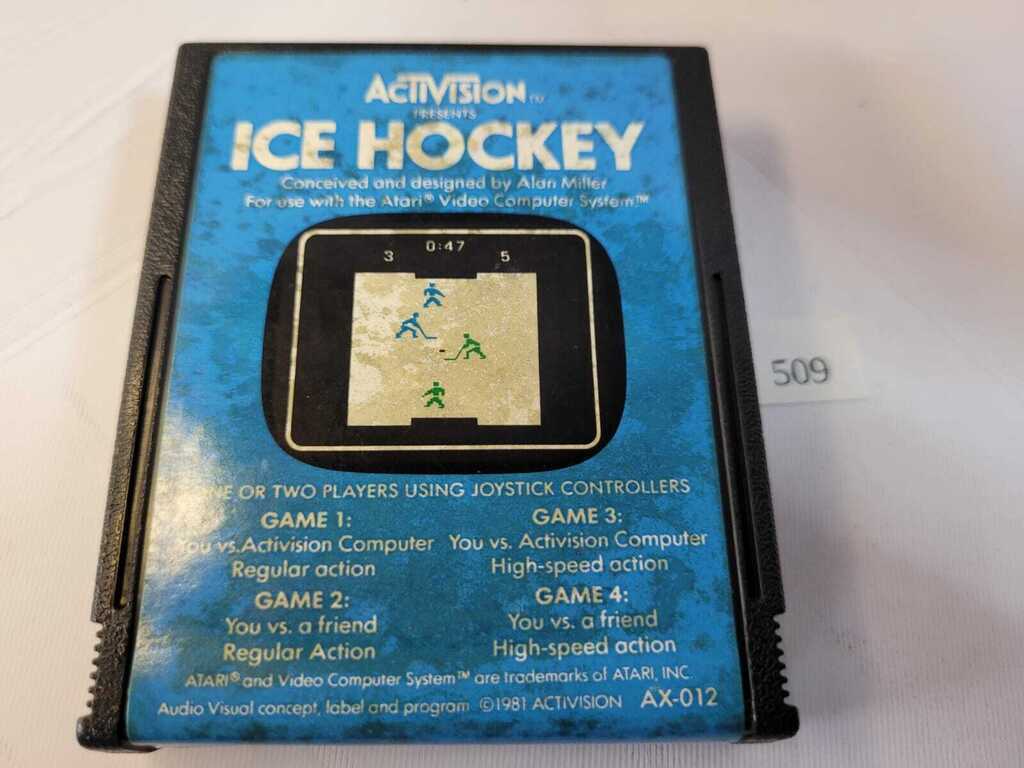 ACTIVISION™
PRESENTS
ICE HOCKEY
Conceived and designed by Alan Miller
For use with the Atari® Video Computer System™
0:47
3 5
ONE OR TWO PLAYERS USING JOYSTICK CONTROLLERS
GAME 1:
You vs. Activision Computer
Regular action
GAME 2:
You vs. a friend
Regular Action
GAME 3:
You vs. Activision Computer
High-speed action
GAME 4:
You vs. a friend
High-speed action
ATARI® and Video Computer System™ are trademarks of ATARI, INC.
Audio Visual concept, label and program ©1981 ACTIVISION AX-012
509